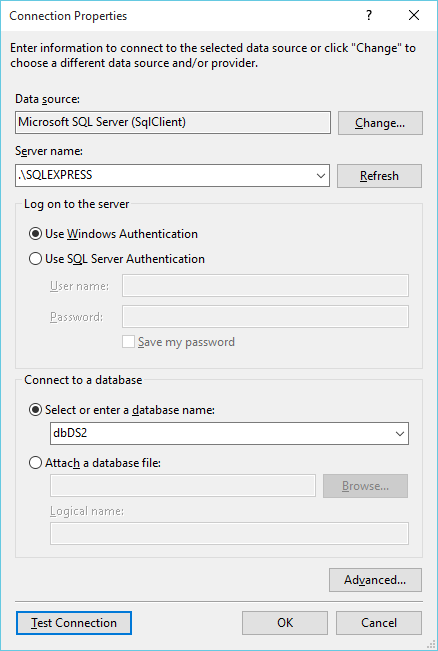 Connection Properties
?
Enter information to connect to the selected data source or click "Change" to
choose a different data source and/or provider.
Data source:
Microsoft SQL Server (SqlClient)
Change...
Server name:
.\SQLEXPRESS
Refresh
Log on to the server
Use Windows Authentication
Use SQL Server Authentication
User name:
Password:
Save my password
Connect to a database
Select or enter a database name:
dbDS2
Attach a database file:
Browse...
Logical name:
Advanced...
Test Connection
OK
Cancel